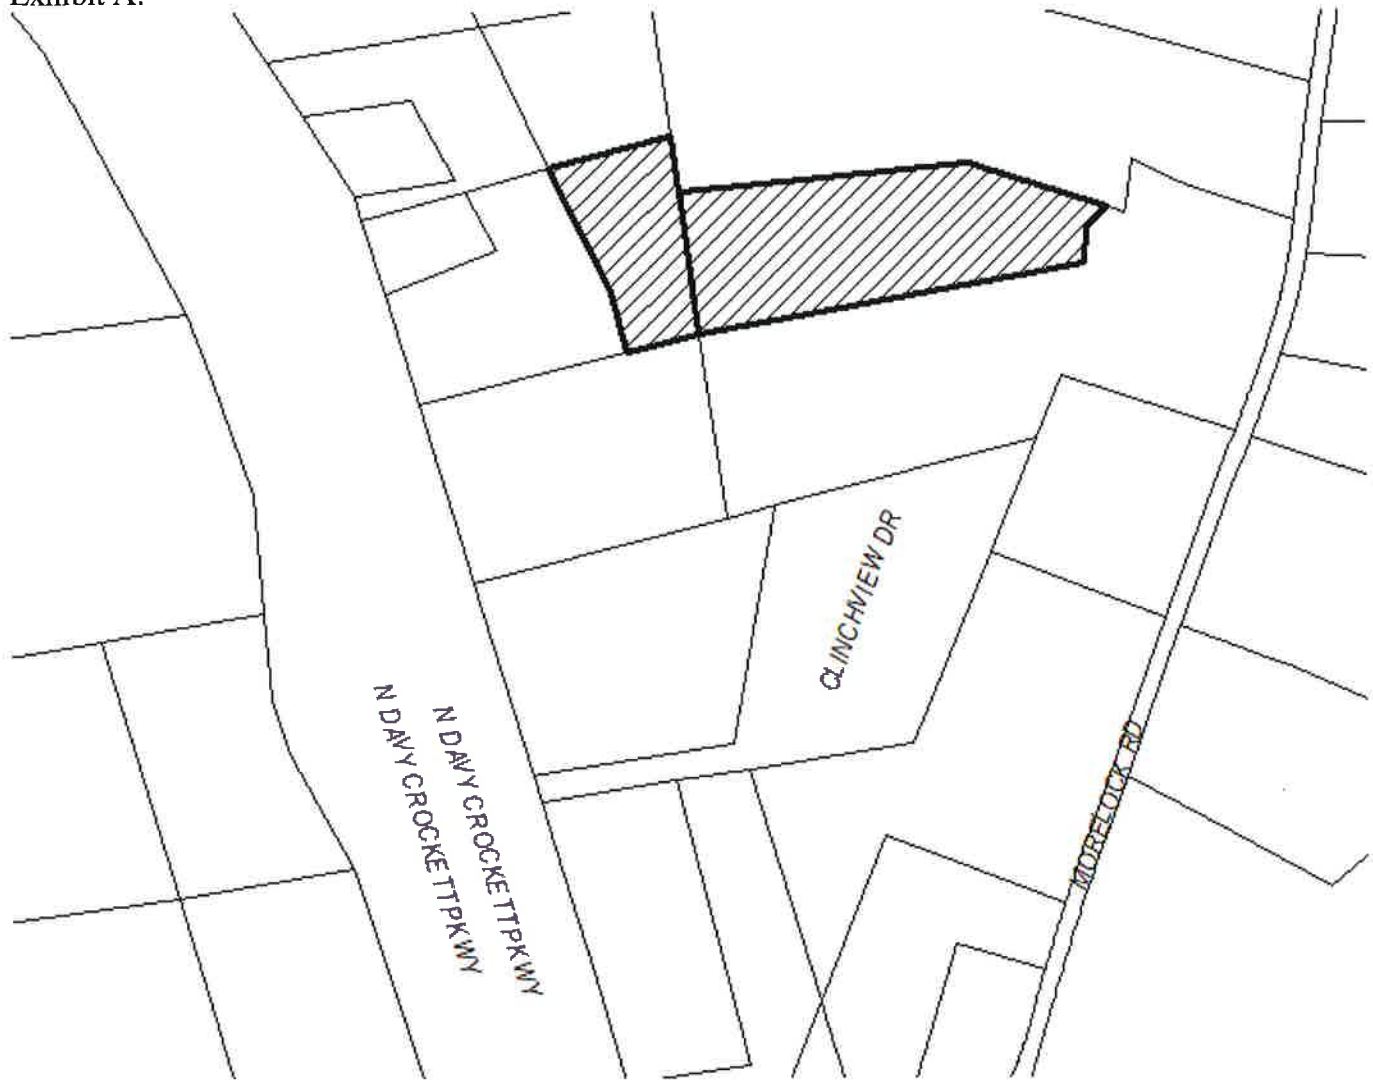 Exhibit A:
CLINCHVIEW DR
N DAVY CROCKETT PKWY
N DAVY CROCKETT PKWY
MORELOCK RD